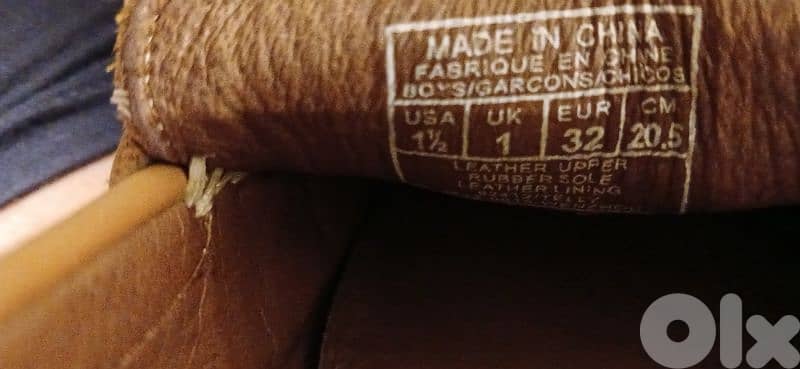 MADE IN CHINA
FABRIQUE EN CHINE
BOYS/GARCONS/CHICOS
USA UK EUR CM
1½ 1 32 20.5
LEATHER UPPER
RUBBER SOLE
LEATHER LINING
Olx